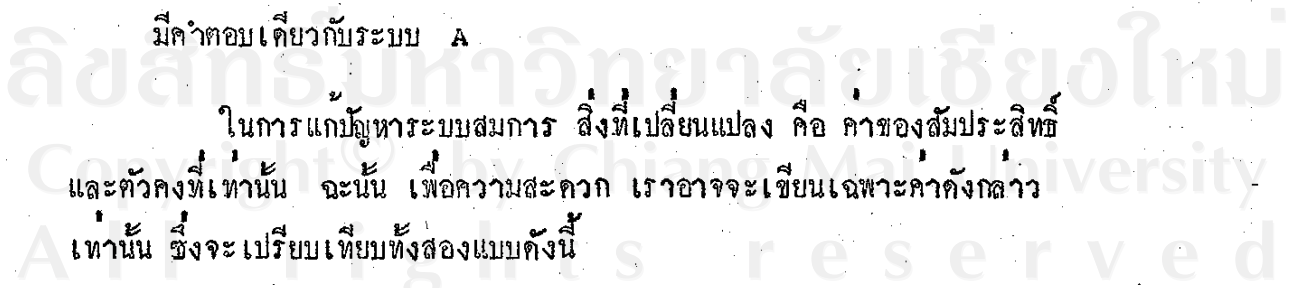 มีคำตอบเดียวกับระบบ A
ลิขสิทธิ์มหาวิทยาลัยเชียงใหม่
ในการแก้ปัญหาระบบสมการ สิ่งที่เปลี่ยนแปลง คือ ค่าของสัมประสิทธิ์
Copyright© by Chiang Mai University
และตัวคงที่เท่านั้น ฉะนั้น เพื่อความสะดวก เราอาจจะเขียนเฉพาะค่าดังกล่าว
เท่านั้น ซึ่งจะเปรียบเทียบทั้งสองแบบดังนี้
All rights reserved